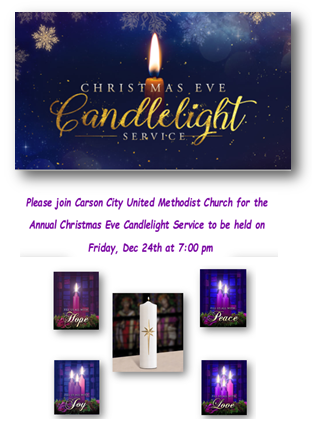 CHRISTMAS EVE
Candlelight
SERVICE
Please join Carson City United Methodist Church for the
Annual Christmas Eve Candlelight Service to be held on
Friday, Dec 24th at 7:00 pm
Hope
Peace
Joy
Love